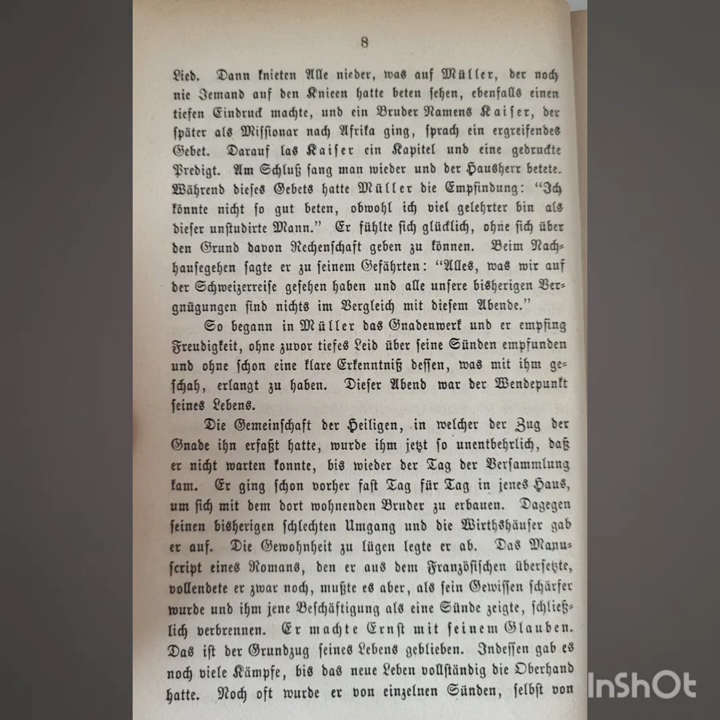 8
Lied. Dann knieten Alle nieder, was auf Müller, der noch
nie Jemand auf den Knieen hatte beten sehen, ebenfalls einen
tiefen Eindruck machte, und ein Bruder Namens Kaiser, der
später als Missionar nach Afrika ging, sprach ein ergreifendes
Gebet. Darauf las Kaiser ein Kapitel und eine gedruckte
Predigt. Am Schluß sang man wieder und der Hausherr betete.
Während dieses Gebets hatte Müller die Empfindung: "Ich
könnte nicht so gut beten, obwohl ich viel gelehrter bin als
dieser unstudirte Mann." Er fühlte sich glücklich, ohne sich über
den Grund davon Rechenschaft geben zu können. Beim Nach-
hausegehen sagte er zu seinem Gefährten: "Alles, was wir auf
der Schweizerreise gesehen haben und alle unsere bisherigen Ver-
gnügungen sind nichts im Vergleich mit diesem Abende."
So begann in Müller das Gnadenwerk und er empfing
Freudigkeit, ohne zuvor tiefes Leid über seine Sünden empfunden
und ohne schon eine klare Erkenntniß dessen, was mit ihm ge-
schah, erlangt zu haben. Dieser Abend war der Wendepunkt
seines Lebens.
Die Gemeinschaft der Heiligen, in welcher der Zug der
Gnade ihn erfaßt hatte, wurde ihm jetzt so unentbehrlich, daß
er nicht warten konnte, bis wieder der Tag der Versammlung
kam. Er ging schon vorher fast Tag für Tag in jenes Haus,
um sich mit dem dort wohnenden Bruder zu erbauen. Dagegen
seinen bisherigen schlechten Umgang und die Wirthshäuser gab
er auf. Die Gewohnheit zu lügen legte er ab. Das Manu-
script eines Romans, den er aus dem Französischen übersetzte,
vollendete er zwar noch, mußte es aber, als sein Gewissen schärfer
wurde und ihm jene Beschäftigung als eine Sünde zeigte, schließ-
lich verbrennen. Er machte Ernst mit seinem Glauben.
Das ist der Grundzug seines Lebens geblieben. Indessen gab es
noch viele Kämpfe, bis das neue Leben vollständig die Oberhand
hatte. Noch oft wurde er von einzelnen Sünden, selbst von
InShOt